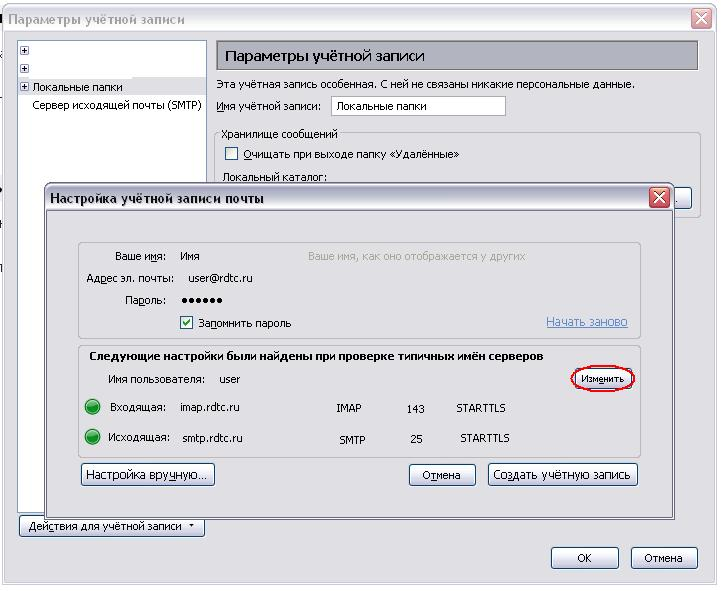 Параметры учётной записи
Параметры учётной записи
Локальные папки
Сервер исходящей почты (SMTP)
Эта учётная запись особенная. С ней не связаны никакие персональные данные.
Имя учётной записи: Локальные папки
Хранилище сообщений
Очищать при выходе папку «Удалённые»
Локальный каталог:
Настройка учётной записи почты
Ваше имя: Имя Ваше имя, как оно отображается у других
Адрес эл. почты: user@rdtc.ru
Пароль: ••••••
Запомнить пароль Начать заново
Следующие настройки были найдены при проверке типичных имён серверов
Имя пользователя: user Изменить
Входящая: imap.rdtc.ru IMAP 143 STARTTLS
Исходящая: smtp.rdtc.ru SMTP 25 STARTTLS
Настройка вручную... Отмена Создать учётную запись
Действия для учётной записи
OK Отмена